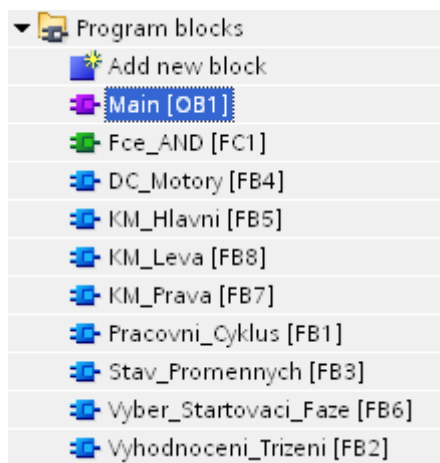 Program blocks
Add new block
Main [OB1]
Fce_AND [FC1]
DC_Motory [FB4]
KM_Hlavni [FB5]
KM_Leva [FB8]
KM_Prava [FB7]
Pracovni_Cyklus [FB1]
Stav_Promennych [FB3]
Vyber_Startovaci_Faze [FB6]
Vyhodnoceni_Trizeni [FB2]